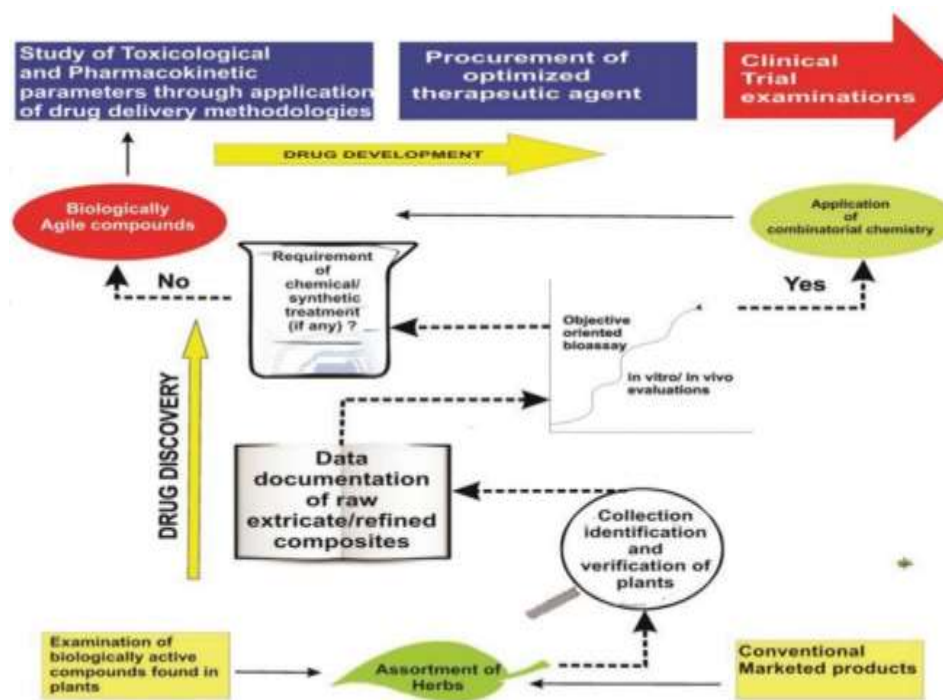 Study of Toxicological
and Pharmacokinetic
parameters through application
of drug delivery methodologies
Procurement of
optimized
therapeutic agent
Clinical
Trial
examinations
DRUG DEVELOPMENT
Biologically
Agile compounds
Application
of
combinatorial chemistry
No
Requirement
of
chemical/
synthetic
treatment
(if any) ?
Yes
Objective
oriented
bioassay
in vitro/ in vivo
evaluations
DRUG DISCOVERY
Data
documentation
of raw
extricate/refined
composites
Collection
identification
and
verification of
plants
Examination of
biologically active
compounds found in
plants
Assortment of
Herbs
Conventional
Marketed products